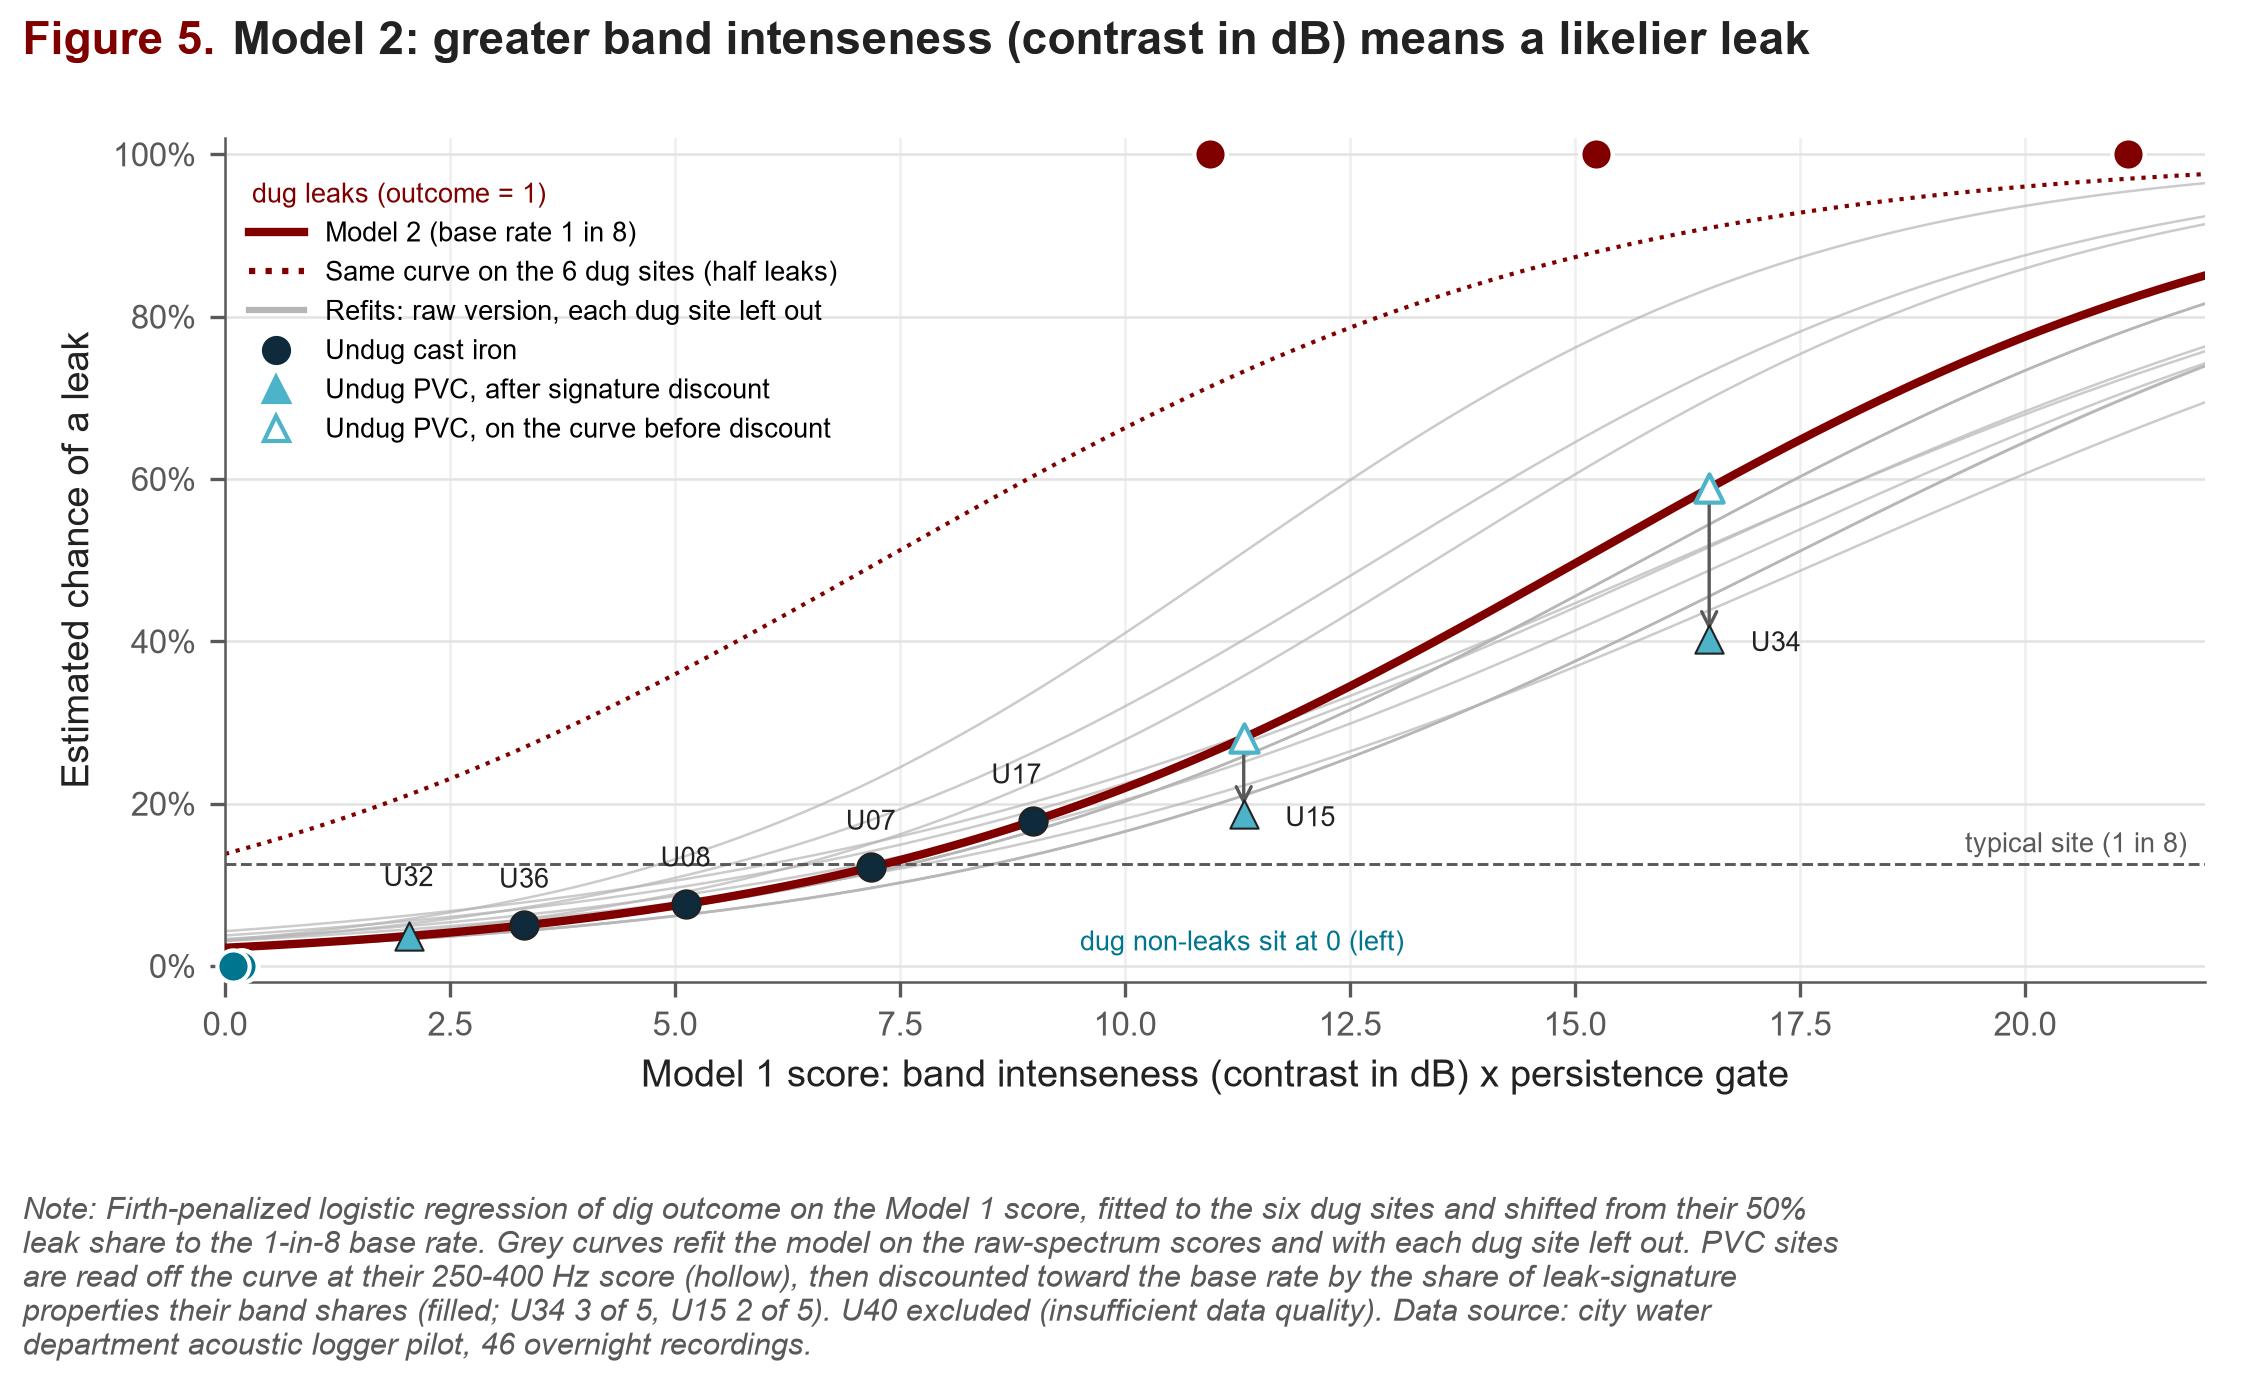 Figure 5. Model 2: greater band intenseness (contrast in dB) means a likelier leak
100%
80%
60%
40%
20%
0%
Estimated chance of a leak
dug leaks (outcome = 1)
Model 2 (base rate 1 in 8)
Same curve on the 6 dug sites (half leaks)
Refits: raw version, each dug site left out
Undug cast iron
Undug PVC, after signature discount
Undug PVC, on the curve before discount
U34
U17
U15
U07
typical site (1 in 8)
U08
U32
U36
dug non-leaks sit at 0 (left)
0.0
2.5
5.0
7.5
10.0
12.5
15.0
17.5
20.0
Model 1 score: band intenseness (contrast in dB) x persistence gate
Note: Firth-penalized logistic regression of dig outcome on the Model 1 score, fitted to the six dug sites and shifted from their 50%
leak share to the 1-in-8 base rate. Grey curves refit the model on the raw-spectrum scores and with each dug site left out. PVC sites
are read off the curve at their 250-400 Hz score (hollow), then discounted toward the base rate by the share of leak-signature
properties their band shares (filled; U34 3 of 5, U15 2 of 5). U40 excluded (insufficient data quality). Data source: city water
department acoustic logger pilot, 46 overnight recordings.